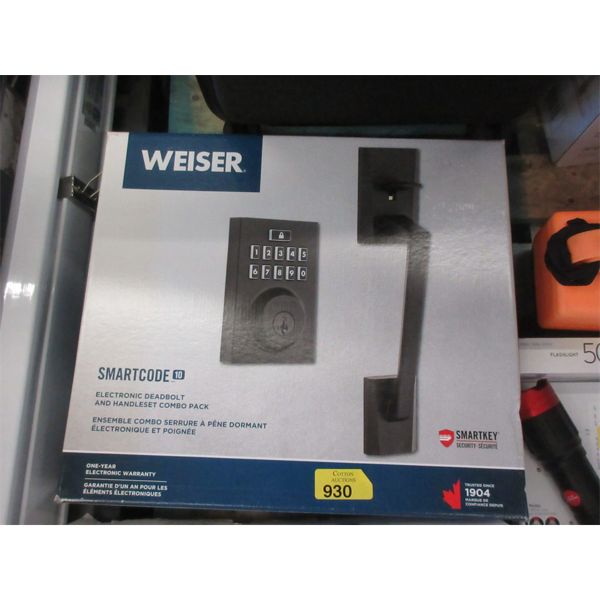 WEISER
1 2 3 4 5
6 7 8 9 0
SMARTCODE 10
ELECTRONIC DEADBOLT
AND HANDLESET COMBO PACK
ENSEMBLE COMBO SERRURE À PÊNE DORMANT
ÉLECTRONIQUE ET POIGNÉE
SMARTKEY
SECURITY·SÉCURITÉ
ONE-YEAR
ELECTRONIC WARRANTY
GARANTIE D'UN AN POUR LES
ÉLÉMENTS ÉLECTRONIQUES
COTTON
AUCTIONS
930
TRUSTED SINCE
1904
MARQUE DE
CONFIANCE DEPUIS
FLASHLIGHT